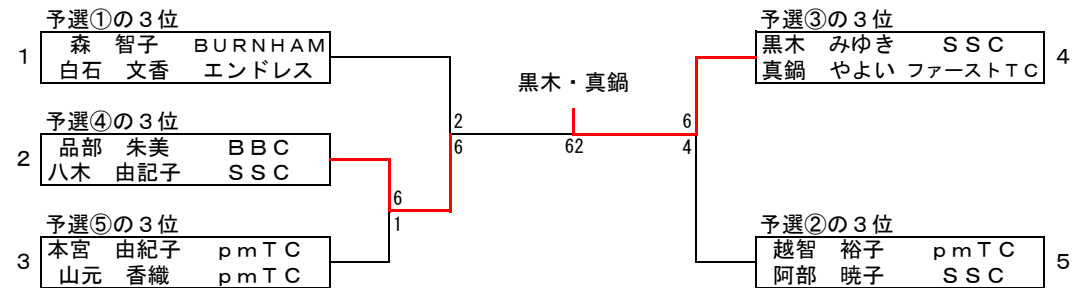 予選①の３位
1
森　智子　ＢＵＲＮＨＡＭ
白石　文香　エンドレス
予選④の３位
2
品部　朱美　ＢＢＣ
八木　由記子　ＳＳＣ
予選⑤の３位
3
本宮　由紀子　ｐｍＴＣ
山元　香織　ｐｍＴＣ
6
1
2
6
黒木・真鍋
62
6
4
予選③の３位
黒木　みゆき　ＳＳＣ
真鍋　やよい　ファーストＴＣ
4
予選②の３位
越智　裕子　ｐｍＴＣ
阿部　暁子　ＳＳＣ
5